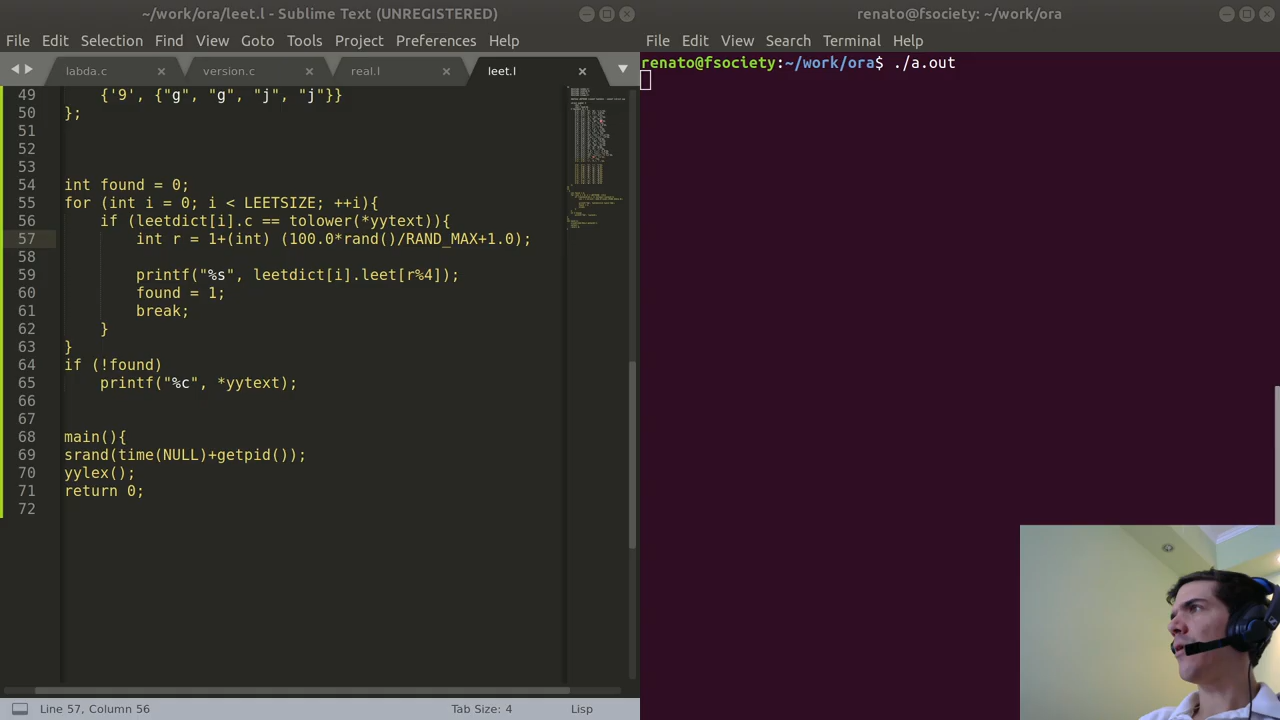 ~/work/ora/leet.l - Sublime Text (UNREGISTERED)
File Edit Selection Find View Goto Tools Project Preferences Help
labda.c version.c real.l leet.l
49 {'9', {"g", "g", "j", "j"}}
50 };
51
52
53
54 int found = 0;
55 for (int i = 0; i < LEETSIZE; ++i){
56 if (leetdict[i].c == tolower(*yytext)){
57 int r = 1+(int) (100.0*rand()/RAND_MAX+1.0);
58
59 printf("%s", leetdict[i].leet[r%4]);
60 found = 1;
61 break;
62 }
63 }
64 if (!found)
65 printf("%c", *yytext);
66
67
68 main(){
69 srand(time(NULL)+getpid());
70 yylex();
71 return 0;
72
Line 57, Column 56 Tab Size: 4 Lisp
renato@fsociety: ~/work/ora
File Edit View Search Terminal Help
renato@fsociety:~/work/ora$ ./a.out